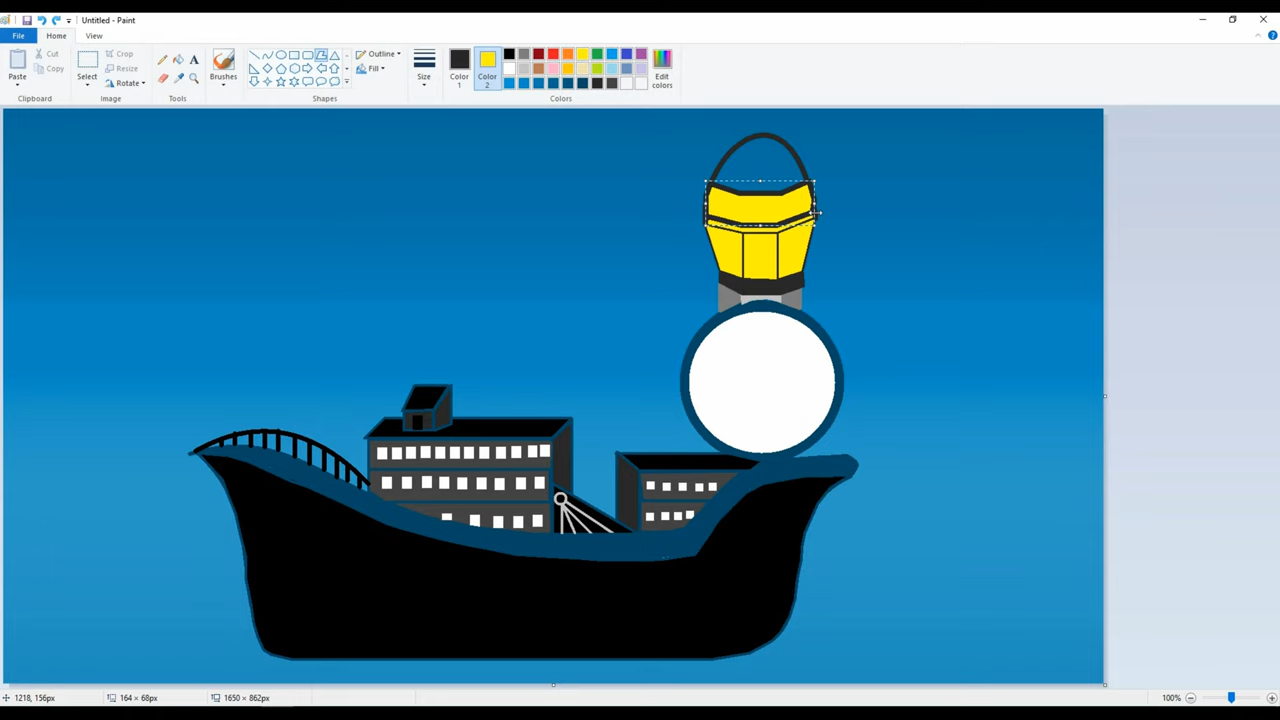 Untitled - Paint
File Home View
Paste
Cut
Copy
Clipboard
Select
Crop
Resize
Rotate
Image
A
Tools
Brushes
Outline
Fill
Shapes
Size
Color 1
Color 2
Edit colors
Colors
1218, 156px
164 × 68px
1650 × 862px
100%